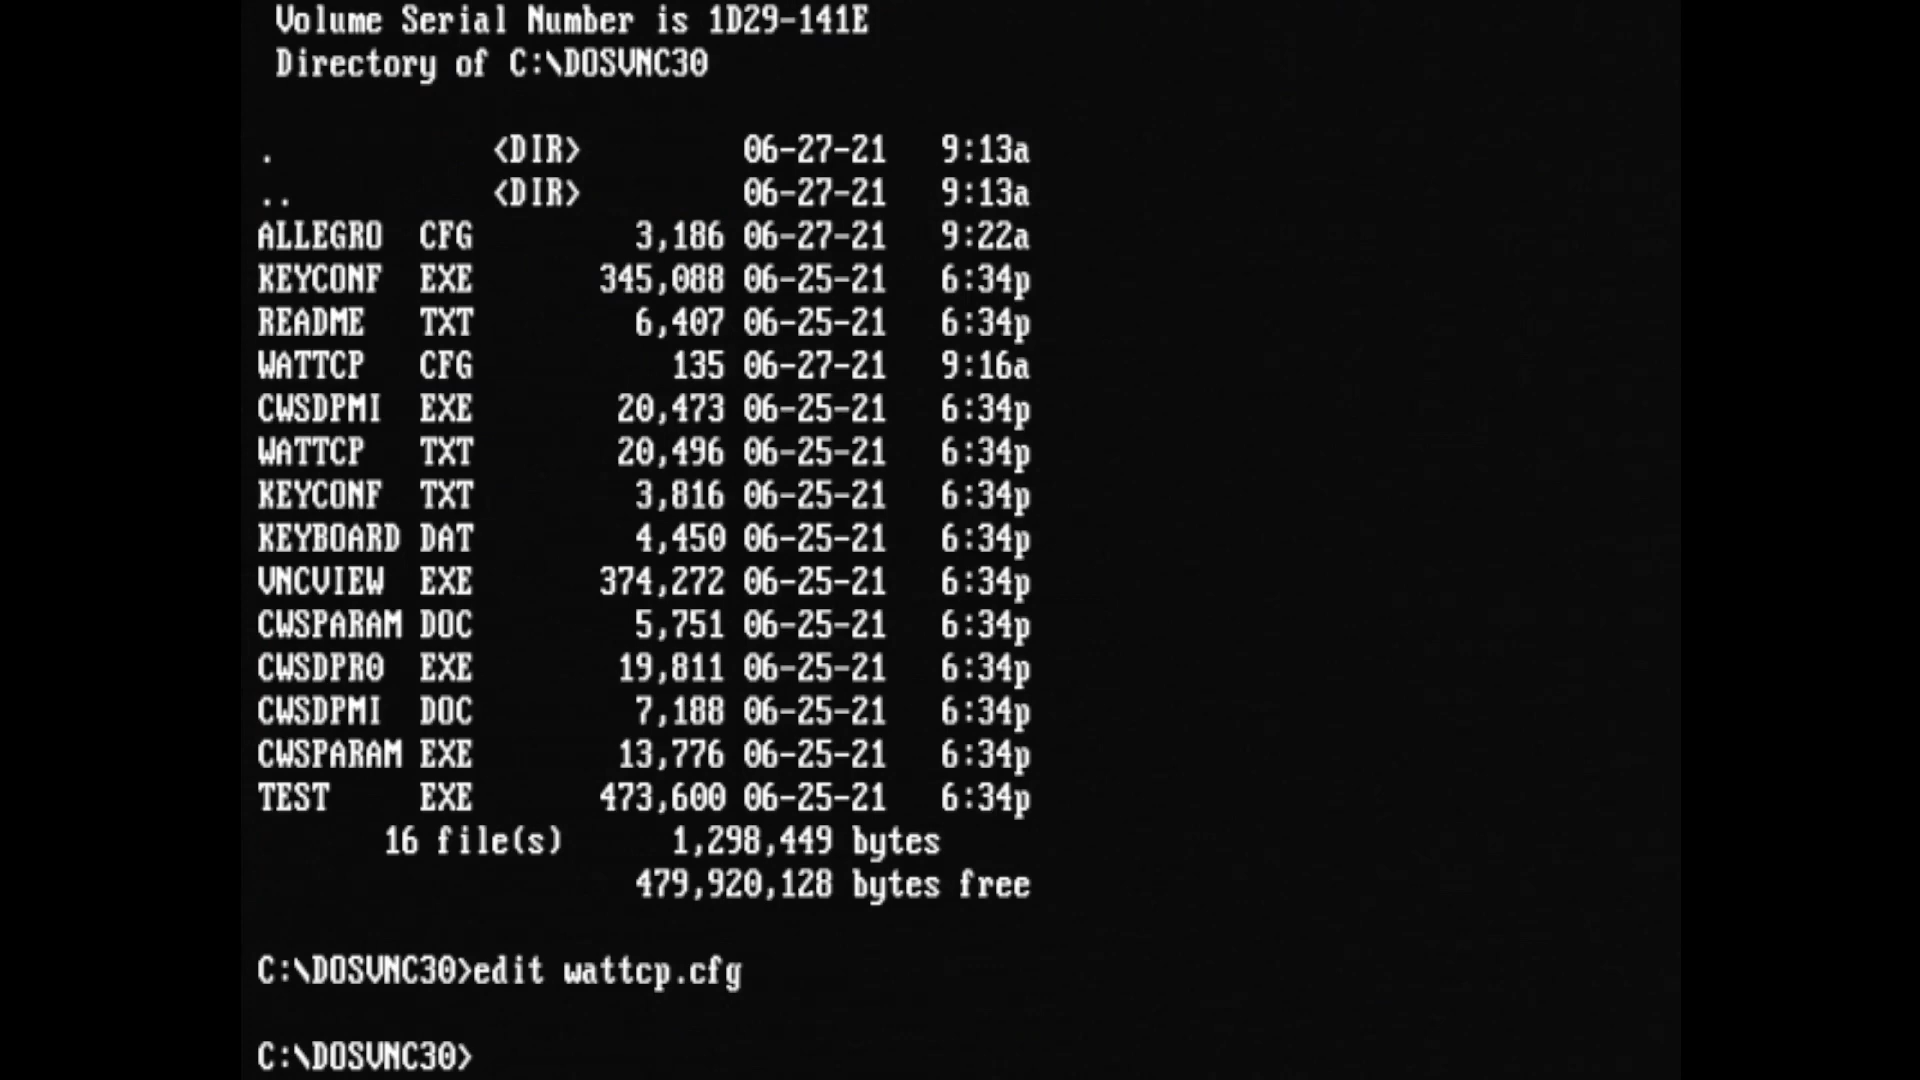 Volume Serial Number is 1D29-141E
Directory of C:\DOSVNC30
. <DIR> 06-27-21 9:13a
.. <DIR> 06-27-21 9:13a
ALLEGRO CFG 3,186 06-27-21 9:22a
KEYCONF EXE 345,088 06-25-21 6:34p
README TXT 6,407 06-25-21 6:34p
WATTCP CFG 135 06-27-21 9:16a
CWSDPMI EXE 20,473 06-25-21 6:34p
WATTCP TXT 20,496 06-25-21 6:34p
KEYCONF TXT 3,816 06-25-21 6:34p
KEYBOARD DAT 4,450 06-25-21 6:34p
VNCVIEW EXE 374,272 06-25-21 6:34p
CWSPARAM DOC 5,751 06-25-21 6:34p
CWSDPR0 EXE 19,811 06-25-21 6:34p
CWSDPMI DOC 7,188 06-25-21 6:34p
CWSPARAM EXE 13,776 06-25-21 6:34p
TEST EXE 473,600 06-25-21 6:34p
16 file(s) 1,298,449 bytes
479,920,128 bytes free
C:\DOSVNC30>edit wattcp.cfg
C:\DOSVNC30>